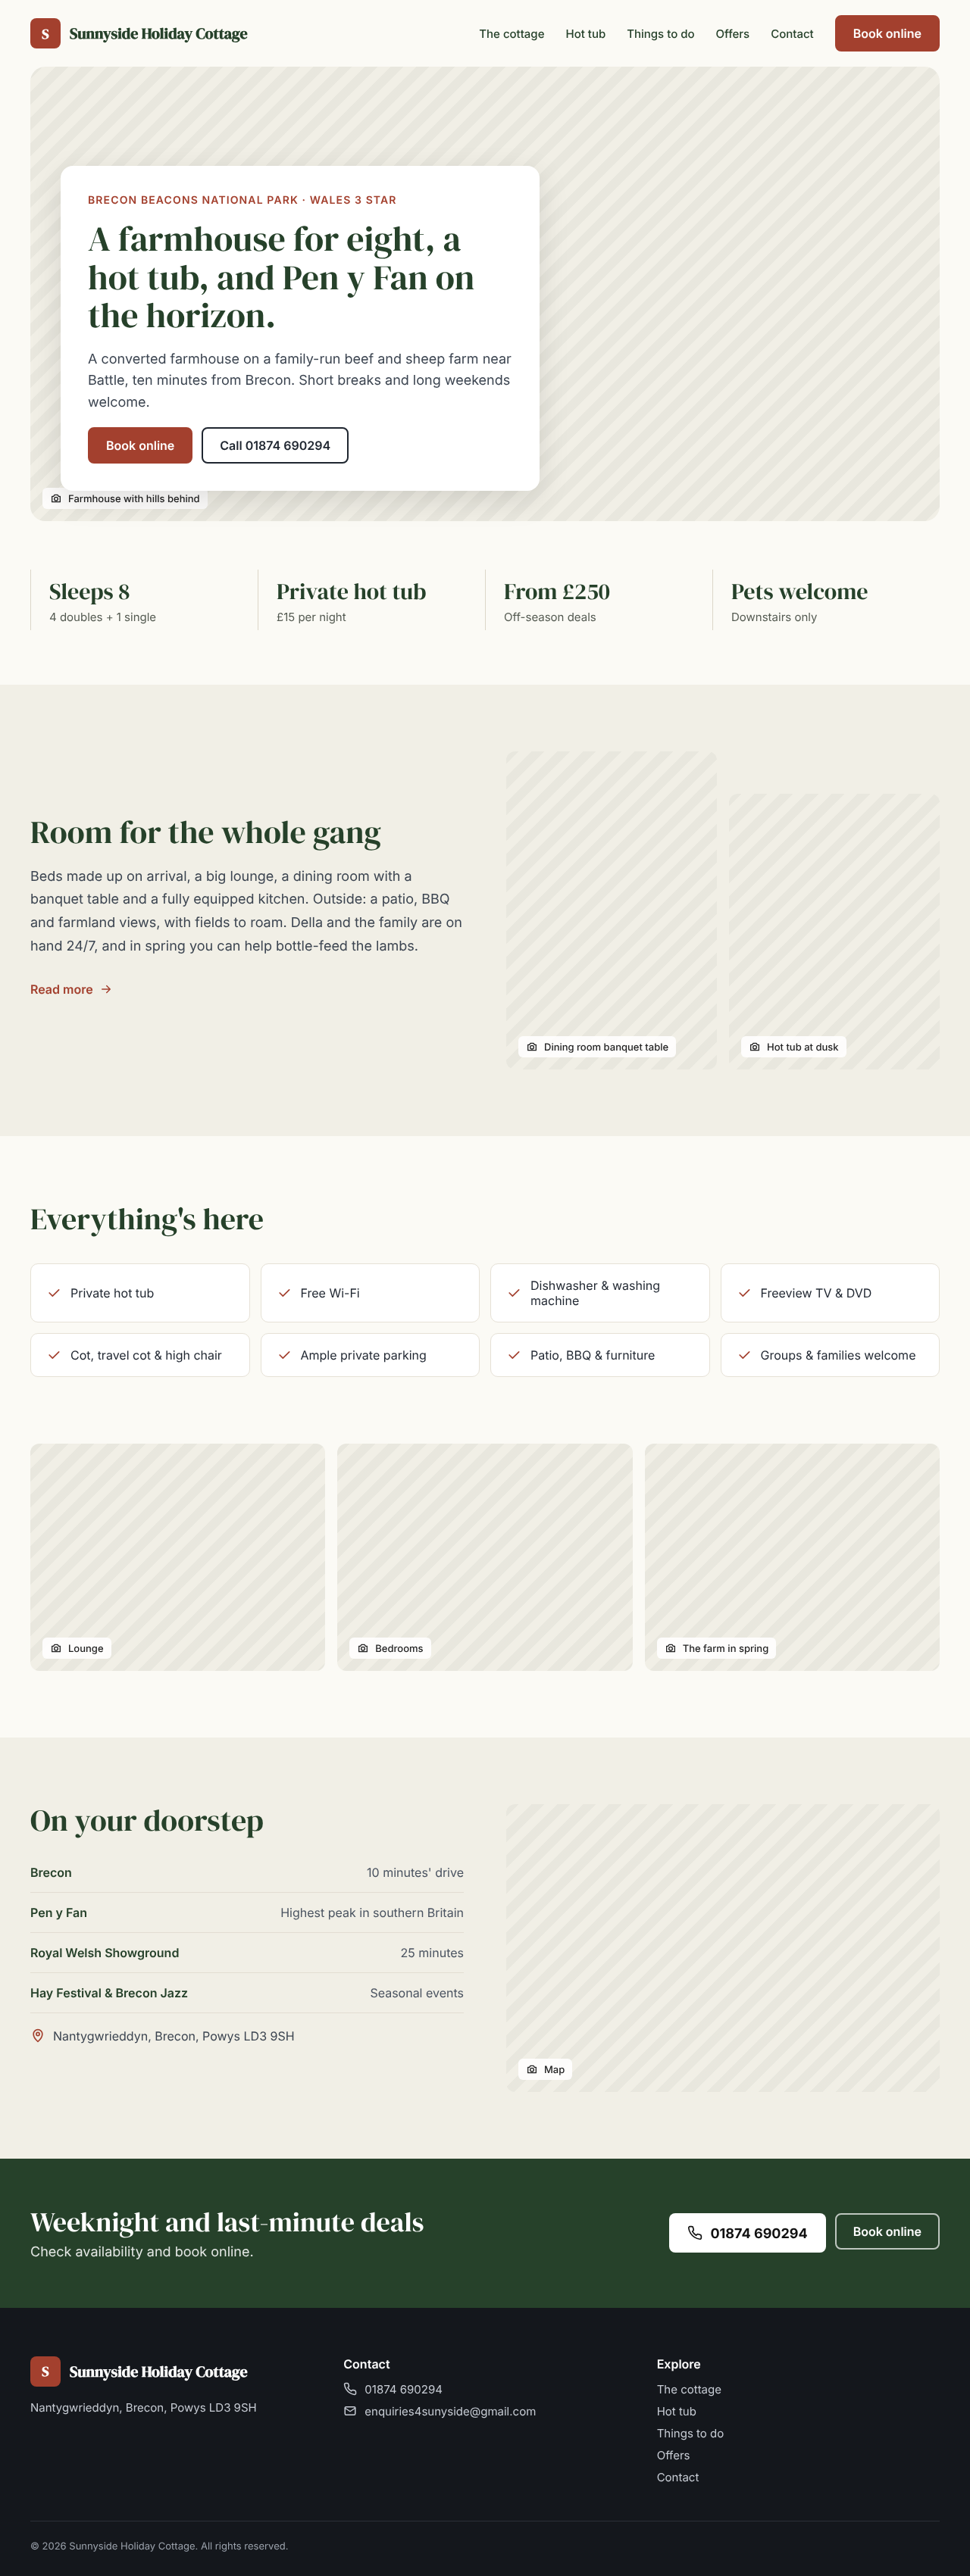 S
Sunnyside Holiday Cottage
The cottage
Hot tub
Things to do
Offers
Contact
Book online
BRECON BEACONS NATIONAL PARK · WALES 3 STAR
A farmhouse for eight, a
hot tub, and Pen y Fan on
the horizon.
A converted farmhouse on a family-run beef and sheep farm near
Battle, ten minutes from Brecon. Short breaks and long weekends
welcome.
Book online
Call 01874 690294
Farmhouse with hills behind
Sleeps 8
4 doubles + 1 single
Private hot tub
£15 per night
From £250
Off-season deals
Pets welcome
Downstairs only
Room for the whole gang
Beds made up on arrival, a big lounge, a dining room with a
banquet table and a fully equipped kitchen. Outside: a patio, BBQ
and farmland views, with fields to roam. Della and the family are on
hand 24/7, and in spring you can help bottle-feed the lambs.
Read more
Dining room banquet table
Hot tub at dusk
Everything's here
Private hot tub
Free Wi-Fi
Dishwasher & washing
machine
Freeview TV & DVD
Cot, travel cot & high chair
Ample private parking
Patio, BBQ & furniture
Groups & families welcome
Lounge
Bedrooms
The farm in spring
On your doorstep
Brecon
10 minutes' drive
Pen y Fan
Highest peak in southern Britain
Royal Welsh Showground
25 minutes
Hay Festival & Brecon Jazz
Seasonal events
Nantygwrieddyn, Brecon, Powys LD3 9SH
Map
Weeknight and last-minute deals
Check availability and book online.
01874 690294
Book online
S
Sunnyside Holiday Cottage
Nantygwrieddyn, Brecon, Powys LD3 9SH
Contact
01874 690294
enquiries4sunyside@gmail.com
Explore
The cottage
Hot tub
Things to do
Offers
Contact
© 2026 Sunnyside Holiday Cottage. All rights reserved.